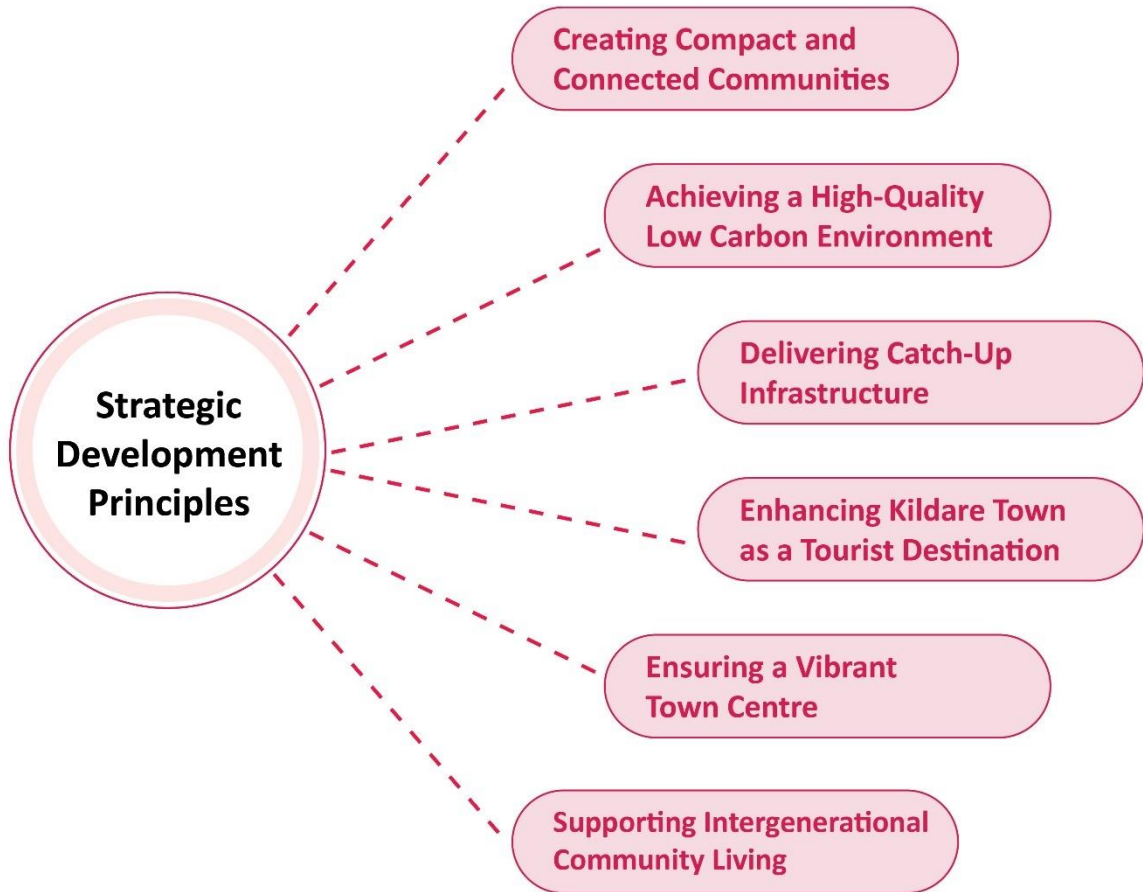 Strategic
Development
Principles
Creating Compact and
Connected Communities
Achieving a High-Quality
Low Carbon Environment
Delivering Catch-Up
Infrastructure
Enhancing Kildare Town
as a Tourist Destination
Ensuring a Vibrant
Town Centre
Supporting Intergenerational
Community Living